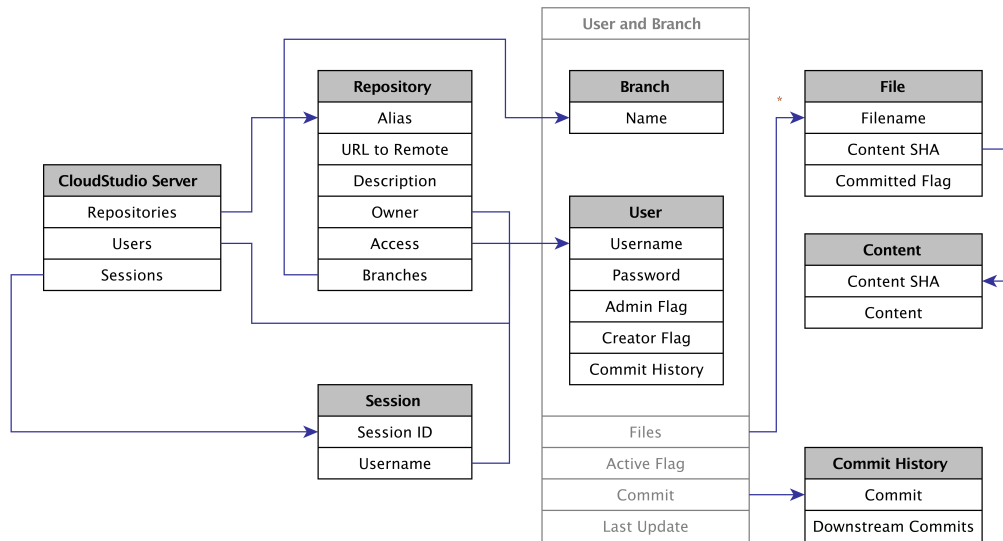 User and Branch
Repository
Alias
URL to Remote
Description
Owner
Access
Branches
Branch
Name
File
Filename
Content SHA
Committed Flag
*
CloudStudio Server
Repositories
Users
Sessions
User
Username
Password
Admin Flag
Creator Flag
Commit History
Content
Content SHA
Content
Session
Session ID
Username
Files
Active Flag
Commit
Last Update
Commit History
Commit
Downstream Commits